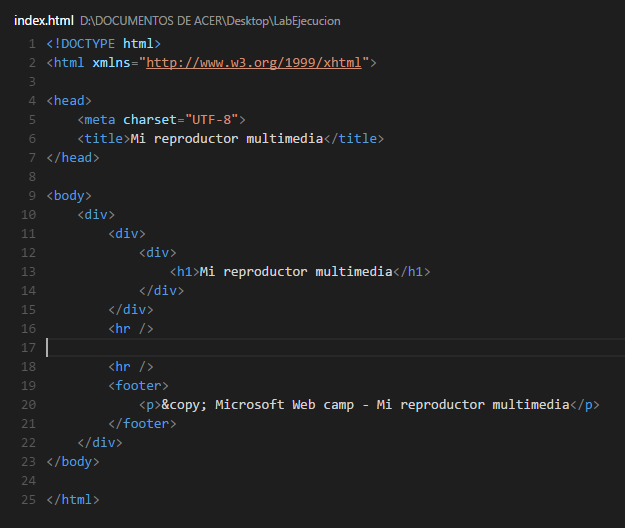 index.html D:\DOCUMENTOS DE ACER\Desktop\LabEjecucion
1 <!DOCTYPE html>
2 <html xmlns="http://www.w3.org/1999/xhtml">
3
4 <head>
5     <meta charset="UTF-8">
6     <title>Mi reproductor multimedia</title>
7 </head>
8
9 <body>
10     <div>
11         <div>
12             <div>
13                 <h1>Mi reproductor multimedia</h1>
14             </div>
15         </div>
16         <hr />
17
18         <hr />
19         <footer>
20             <p>&copy; Microsoft Web camp - Mi reproductor multimedia</p>
21         </footer>
22     </div>
23 </body>
24
25 </html>